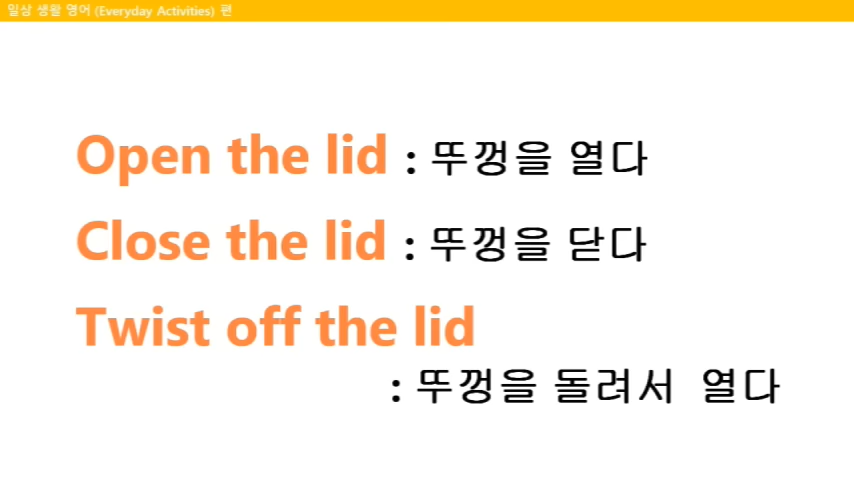 일상 생활 영어 (Everyday Activities) 편
Open the lid : 뚜껑을 열다
Close the lid : 뚜껑을 닫다
Twist off the lid
: 뚜껑을 돌려서 열다